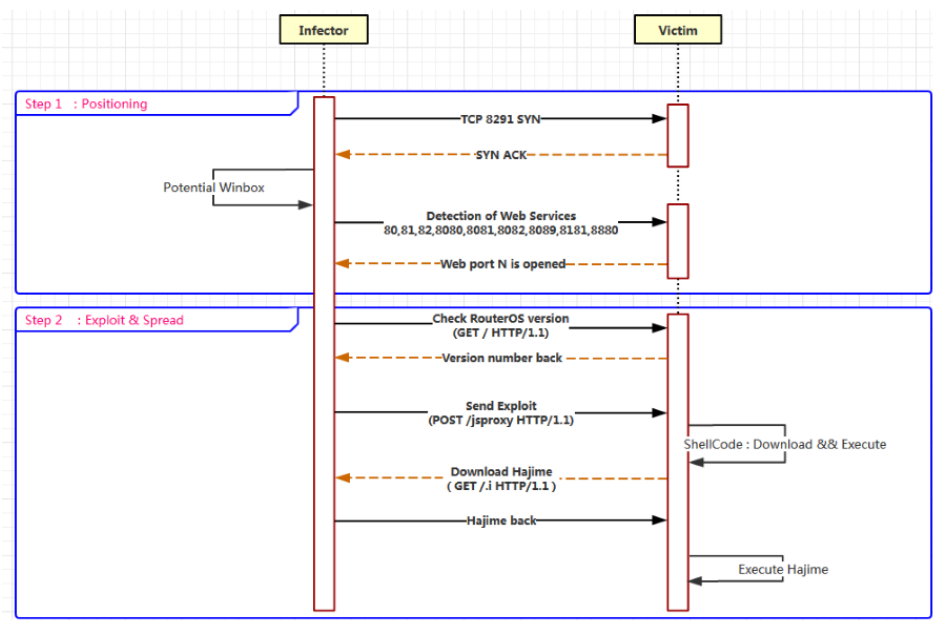 Infector
Victim
Step 1 : Positioning
TCP 8291 SYN
SYN ACK
Potential Winbox
Detection of Web Services
80,81,82,8080,8081,8082,8089,8181,8880
Web port N is opened
Step 2 : Exploit & Spread
Check RouterOS version
(GET / HTTP/1.1)
Version number back
Send Exploit
(POST /jsproxy HTTP/1.1)
ShellCode : Download && Execute
Download Hajime
( GET /.i HTTP/1.1 )
Hajime back
Execute Hajime